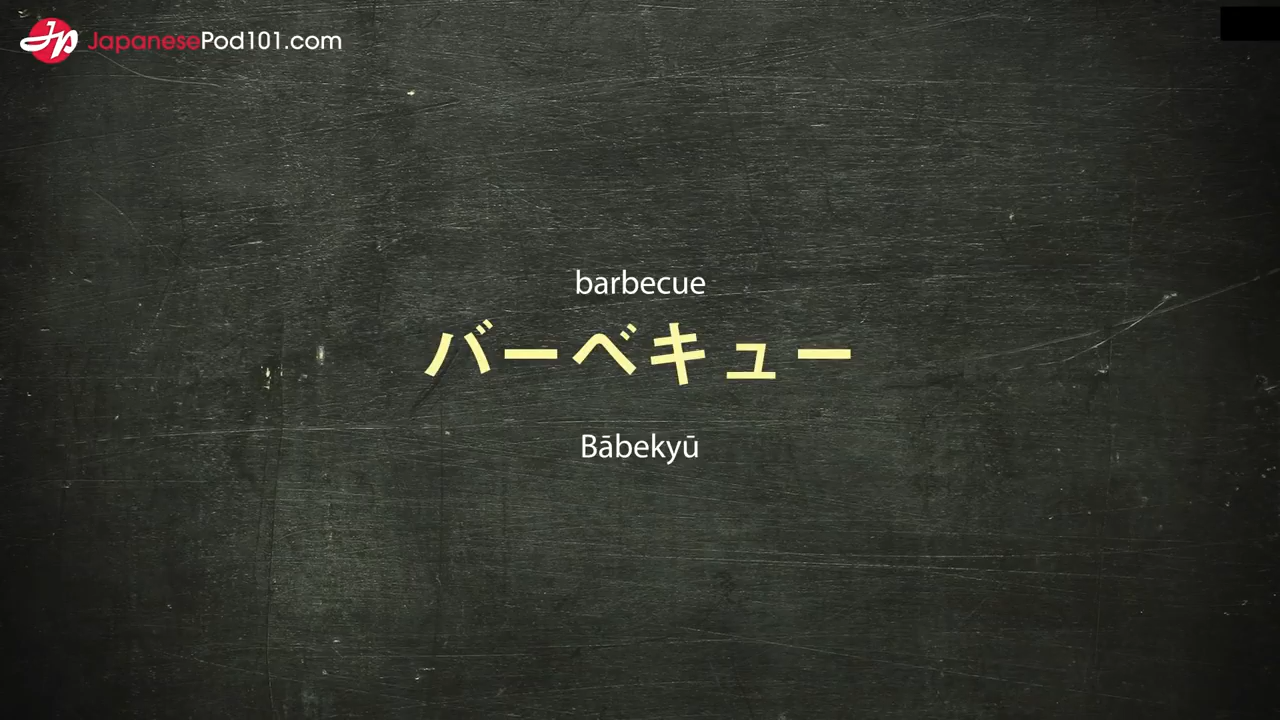 JapanesePod101.com
barbecue
バーベキュー
Bābekyū